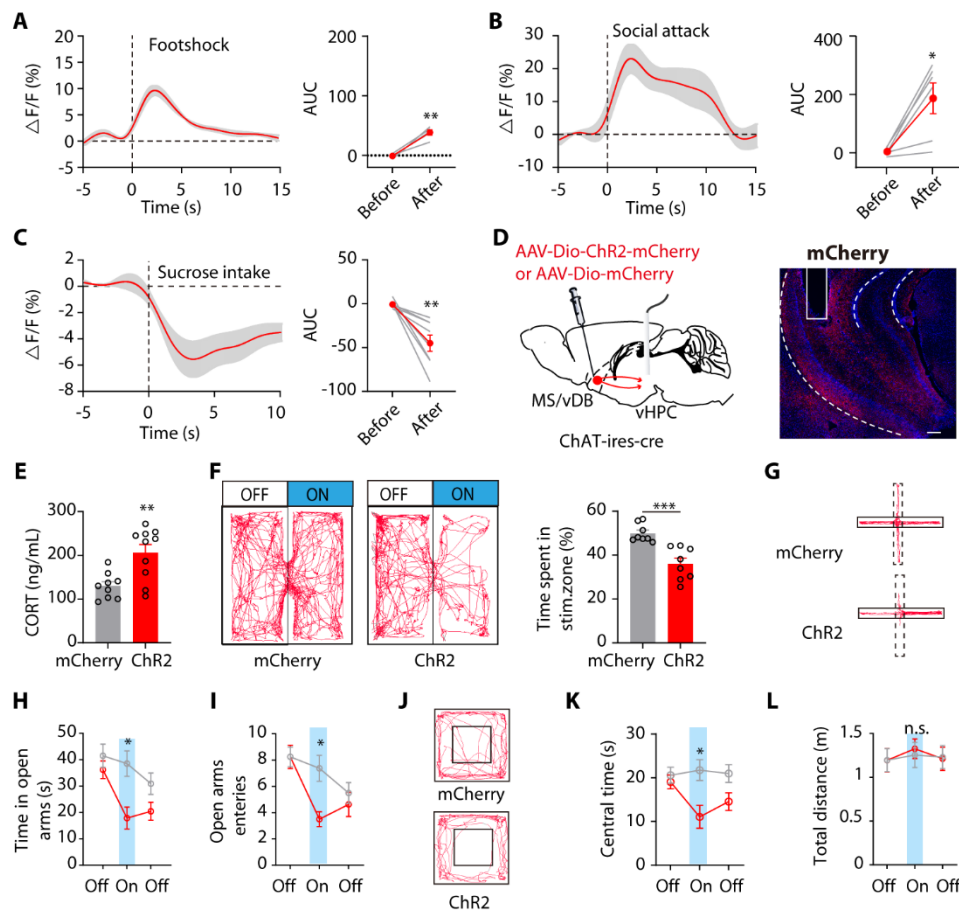 A
Footshock
△F/F (%)
20
15
10
5
0
-5
-5 0 5 10 15
Time (s)
AUC
200
100
0
**
Before
After
B
Social attack
△F/F (%)
30
20
10
0
-10
-5 0 5 10 15
Time (s)
AUC
400
200
0
*
Before
After
C
Sucrose intake
△F/F (%)
2
0
-2
-4
-6
-8
-5 0 5 10
Time (s)
AUC
50
0
-50
-100
**
Before
After
D
AAV-Dio-ChR2-mCherry
or AAV-Dio-mCherry
MS/vDB
vHPC
ChAT-ires-cre
mCherry
E
CORT (ng/mL)
300
200
100
0
**
mCherry
ChR2
F
OFF ON
OFF ON
mCherry
ChR2
Time spent in
stim.zone (%)
80
60
40
20
0
***
mCherry
ChR2
G
mCherry
ChR2
H
Time in open
arms (s)
50
40
30
20
10
0
*
Off On Off
I
Open arms
enteries
10
8
6
4
2
0
*
Off On Off
J
mCherry
ChR2
K
Central time (s)
40
30
20
10
0
*
Off On Off
L
Total distance (m)
1.5
1
0.5
0
n.s.
Off On Off